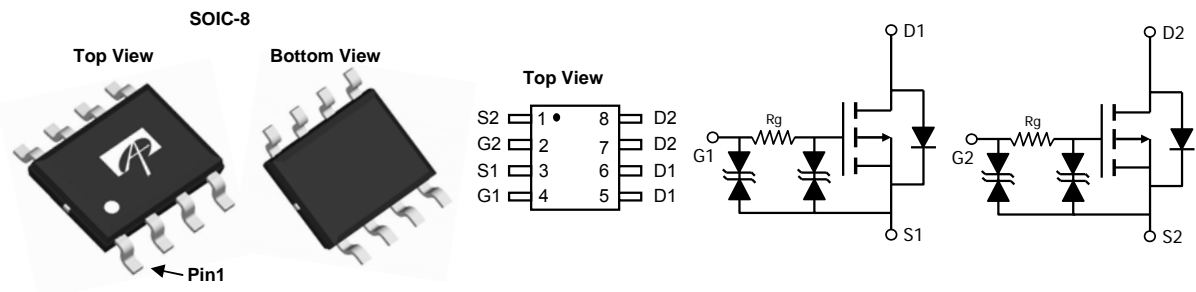 SOIC-8
Top View
Bottom View
Pin1
Top View
S2 1 8 D2
G2 2 7 D2
S1 3 6 D1
G1 4 5 D1
D1
Rg
G1
S1
D2
Rg
G2
S2